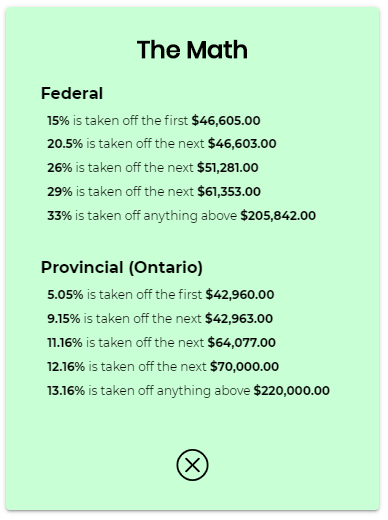 The Math
Federal
15% is taken off the first $46,605.00
20.5% is taken off the next $46,603.00
26% is taken off the next $51,281.00
29% is taken off the next $61,353.00
33% is taken off anything above $205,842.00
Provincial (Ontario)
5.05% is taken off the first $42,960.00
9.15% is taken off the next $42,963.00
11.16% is taken off the next $64,077.00
12.16% is taken off the next $70,000.00
13.16% is taken off anything above $220,000.00